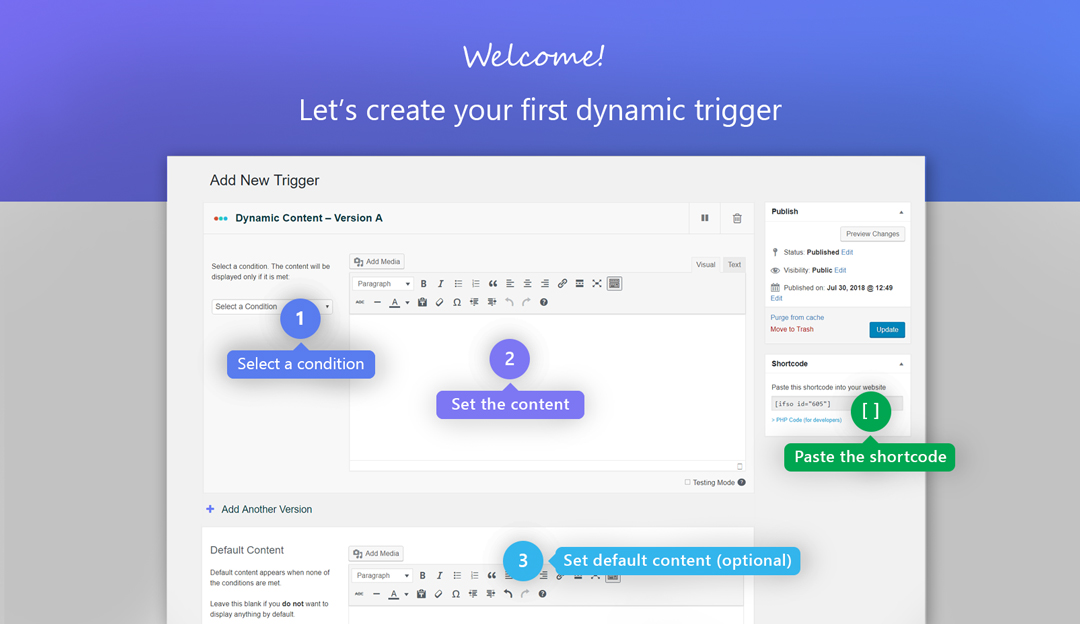 Welcome!
Let's create your first dynamic trigger
Add New Trigger
Dynamic Content – Version A
Select a condition. The content will be
displayed only if it is met.
Select a Condition
1
Select a condition
Add Media
Visual
Text
Paragraph
B I
ABC
A
Ω
2
Set the content
Testing Mode
Add Another Version
Default Content
Default content appears when none of
the conditions are met.
Leave this blank if you do not want to
display anything by default.
Add Media
3
Set default content (optional)
Paragraph
B I
ABC
A
Ω
Publish
Preview Changes
Status: Published Edit
Visibility: Public Edit
Published on: Jul 30, 2018 @ 12:49
Edit
Purge from cache
Move to Trash
Update
Shortcode
Paste this shortcode into your website
[ifso id="605"]
> PHP Code (for developers)
[ ]
Paste the shortcode